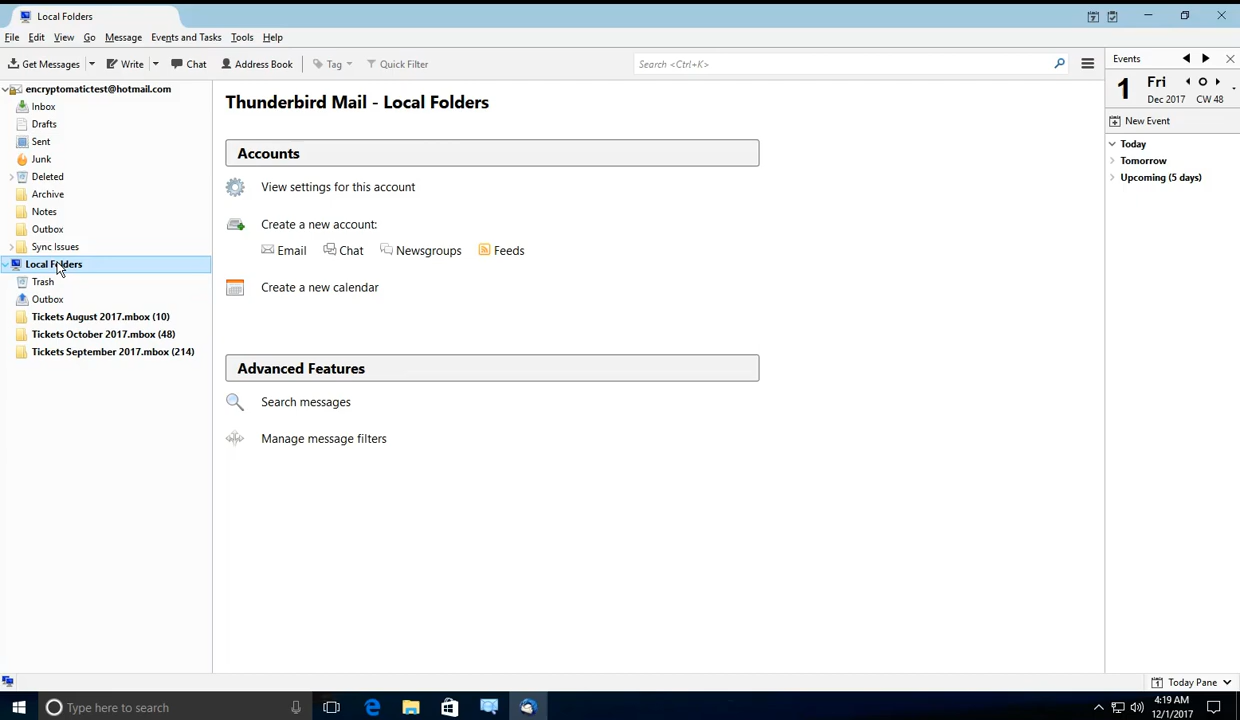 Local Folders
File Edit View Go Message Events and Tasks Tools Help
Get Messages Write Chat Address Book Tag Quick Filter Search <Ctrl+K>
encryptomatictest@hotmail.com
Inbox
Drafts
Sent
Junk
Deleted
Archive
Notes
Outbox
Sync Issues
Local Folders
Trash
Outbox
Tickets August 2017.mbox (10)
Tickets October 2017.mbox (48)
Tickets September 2017.mbox (214)
Thunderbird Mail - Local Folders
Accounts
View settings for this account
Create a new account:
Email Chat Newsgroups Feeds
Create a new calendar
Advanced Features
Search messages
Manage message filters
Events
1 Fri
Dec 2017 CW 48
New Event
Today
Tomorrow
Upcoming (5 days)
Today Pane
Type here to search
4:19 AM
12/1/2017